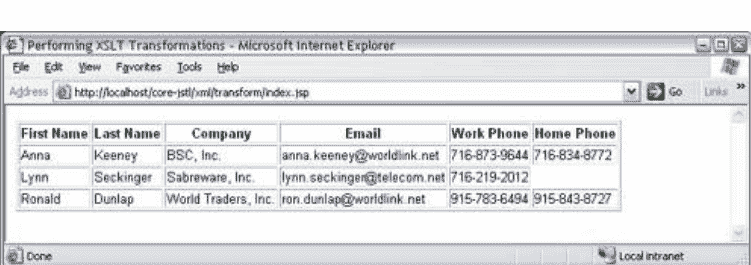 Performing XSLT Transformations - Microsoft Internet Explorer
File Edit View Favorites Tools Help
Address http://localhost/core-jstl/xml/transform/index.jsp Go Links »
First Name Last Name Company Email Work Phone Home Phone
Anna Keeney BSC, Inc. anna.keeney@worldlink.net 716-873-9644 716-834-8772
Lynn Seckinger Sabreware, Inc. lynn.seckinger@telecom.net 716-219-2012
Ronald Dunlap World Traders, Inc. ron.dunlap@worldlink.net 915-783-6494 915-843-8727
Done Local intranet